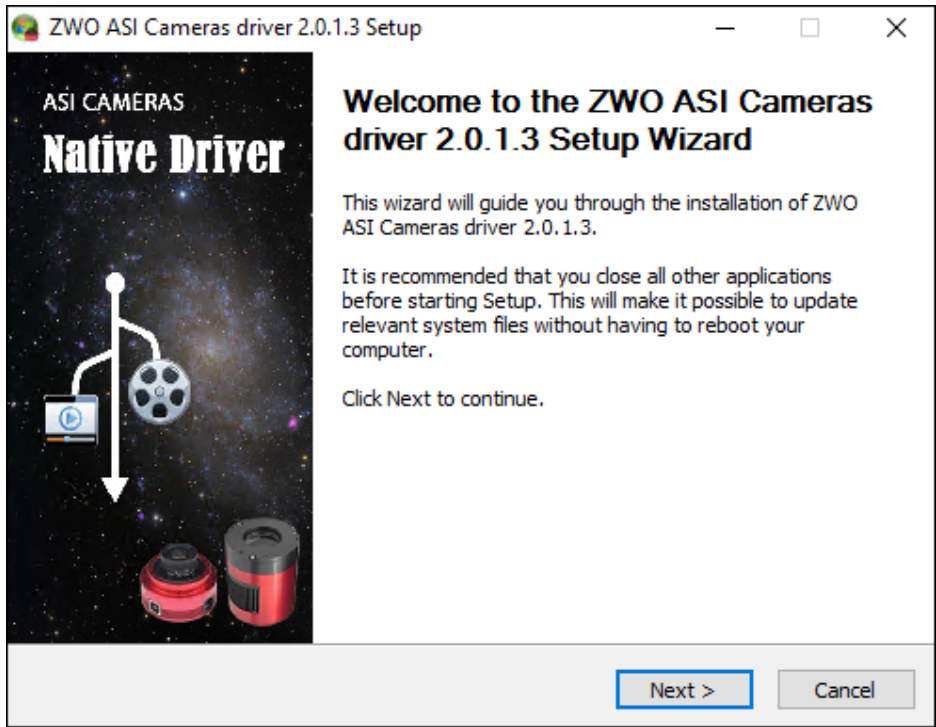 ZWO ASI Cameras driver 2.0.1.3 Setup
ASI CAMERAS
Native Driver
Welcome to the ZWO ASI Cameras
driver 2.0.1.3 Setup Wizard
This wizard will guide you through the installation of ZWO
ASI Cameras driver 2.0.1.3.
It is recommended that you close all other applications
before starting Setup. This will make it possible to update
relevant system files without having to reboot your
computer.
Click Next to continue.
Next >
Cancel